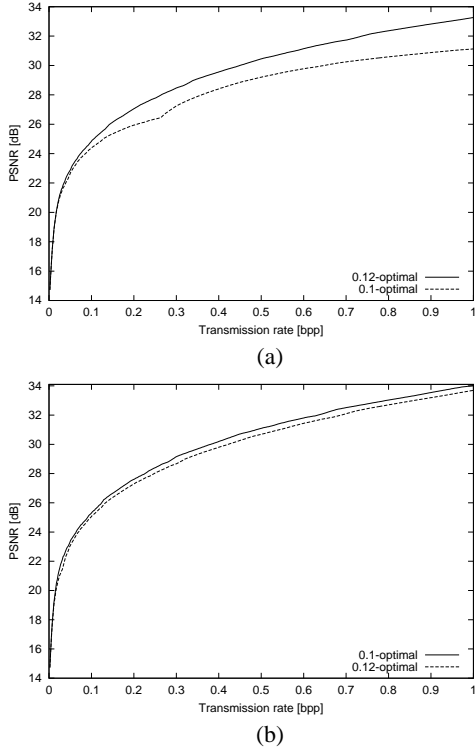 34
32
30
28
26
24
22
20
18
16
14
PSNR [dB]
0.12-optimal
0.1-optimal
0 0.1 0.2 0.3 0.4 0.5 0.6 0.7 0.8 0.9 1
Transmission rate [bpp]
(a)
34
32
30
28
26
24
22
20
18
16
14
PSNR [dB]
0.1-optimal
0.12-optimal
0 0.1 0.2 0.3 0.4 0.5 0.6 0.7 0.8 0.9 1
Transmission rate [bpp]
(b)